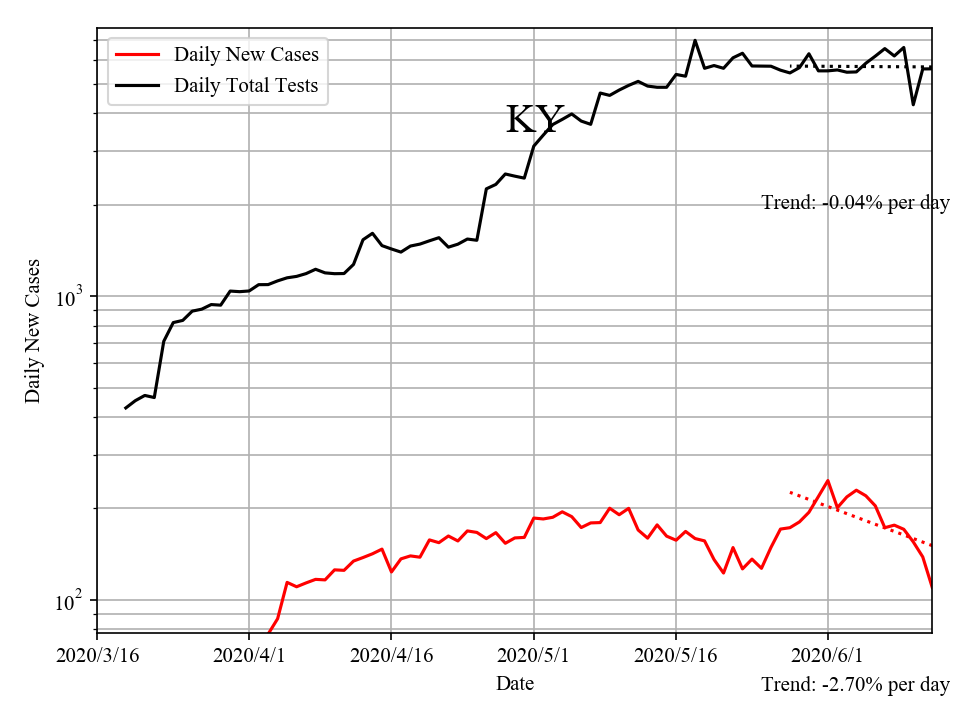 Daily New Cases
Daily Total Tests
KY
Trend: -0.04% per day
Daily New Cases
10³
10²
2020/3/16 2020/4/1 2020/4/16 2020/5/1 2020/5/16 2020/6/1
Date
Trend: -2.70% per day